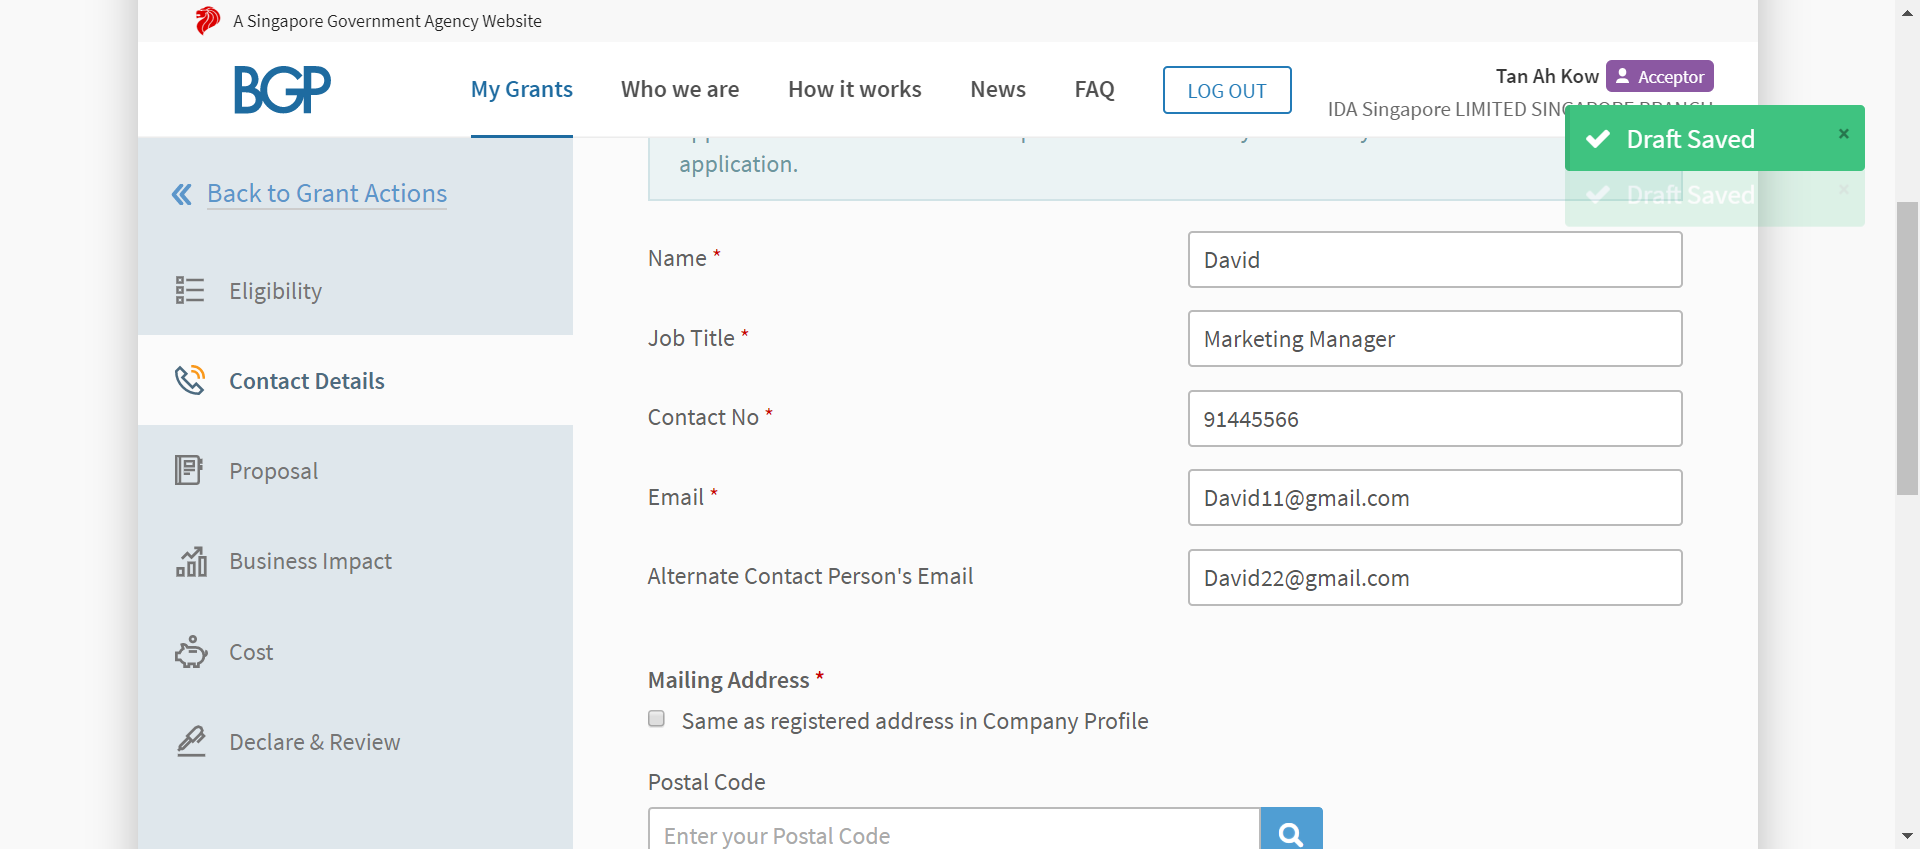 A Singapore Government Agency Website
BGP
My Grants
Who we are
How it works
News
FAQ
LOG OUT
Tan Ah Kow
Acceptor
IDA Singapore LIMITED SINGAPORE BRANCH
Draft Saved
×
Draft Saved
×
Back to Grant Actions
Eligibility
Contact Details
Proposal
Business Impact
Cost
Declare & Review
application.
Name *
David
Job Title *
Marketing Manager
Contact No *
91445566
Email *
David11@gmail.com
Alternate Contact Person's Email
David22@gmail.com
Mailing Address *
Same as registered address in Company Profile
Postal Code
Enter your Postal Code